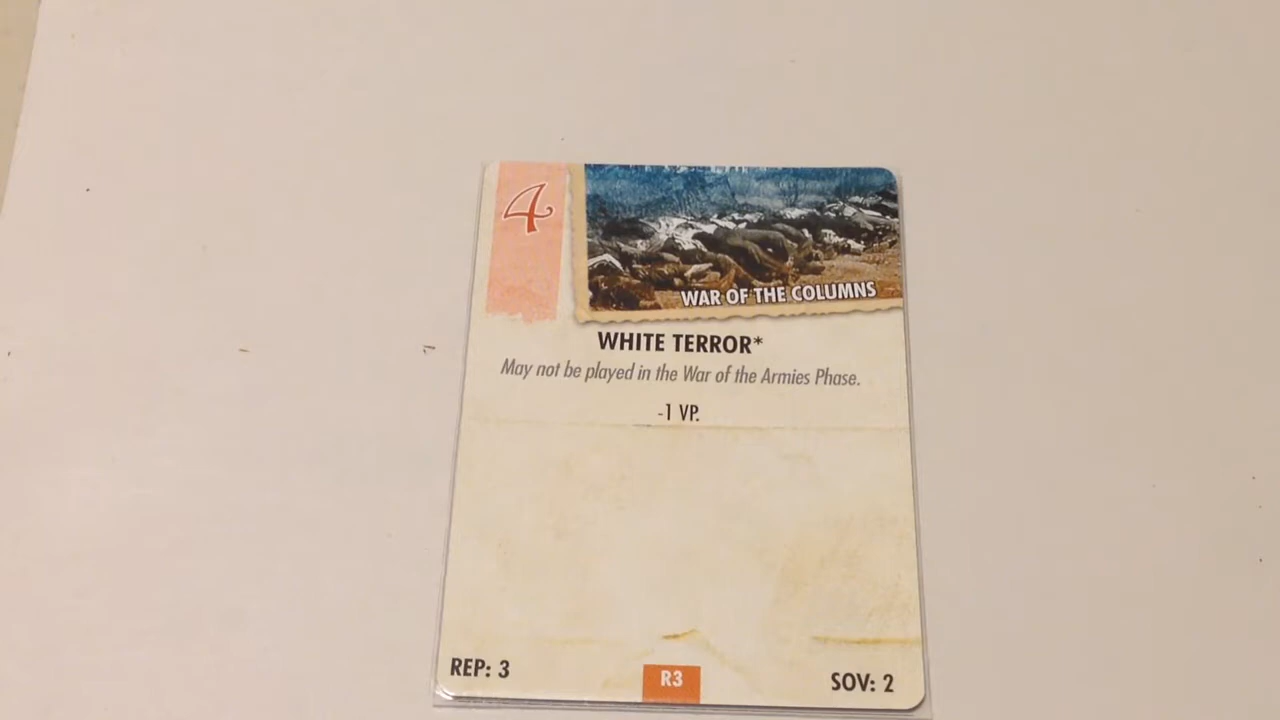 4
WAR OF THE COLUMNS
WHITE TERROR*
May not be played in the War of the Armies Phase.
-1 VP.
REP: 3
R3
SOV: 2